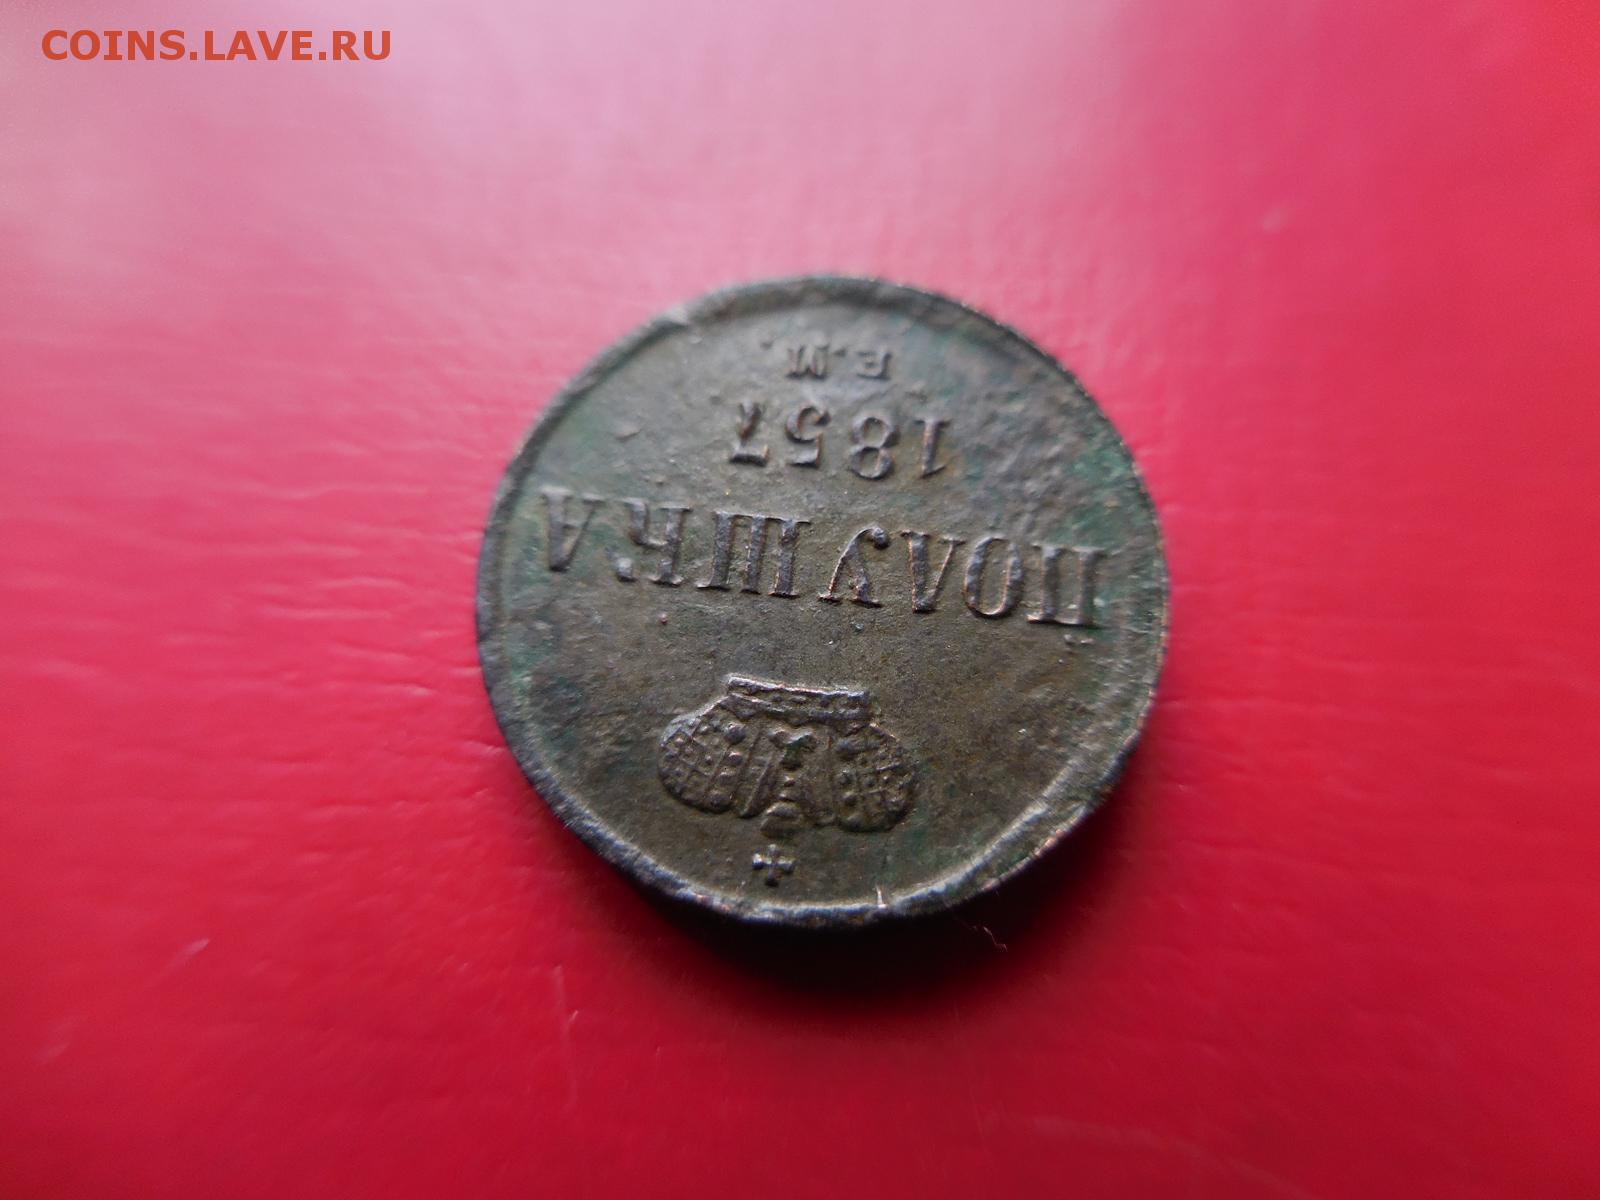 COINS.LAVE.RU
ПОЛУШКА
1857
Е.М.